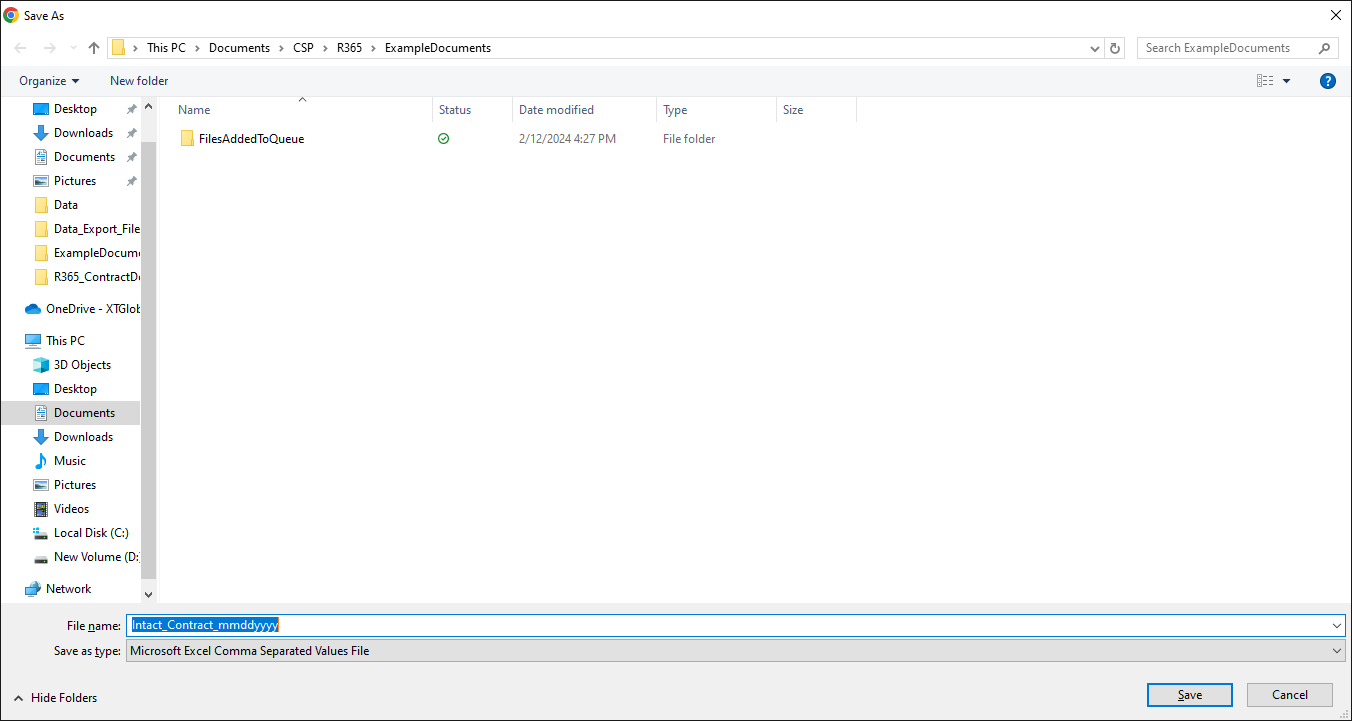 Save As
This PC > Documents > CSP > R365 > ExampleDocuments
Search ExampleDocuments
Organize
New folder
?
Name
Status
Date modified
Type
Size
FilesAddedToQueue
2/12/2024 4:27 PM
File folder
Desktop
Downloads
Documents
Pictures
Data
Data_Export_File
ExampleDocum
R365_ContractD
OneDrive - XTGlob
This PC
3D Objects
Desktop
Documents
Downloads
Music
Pictures
Videos
Local Disk (C:)
New Volume (D:
Network
File name:
Intact_Contract_mmddyyyy
Save as type:
Microsoft Excel Comma Separated Values File
Hide Folders
Save
Cancel